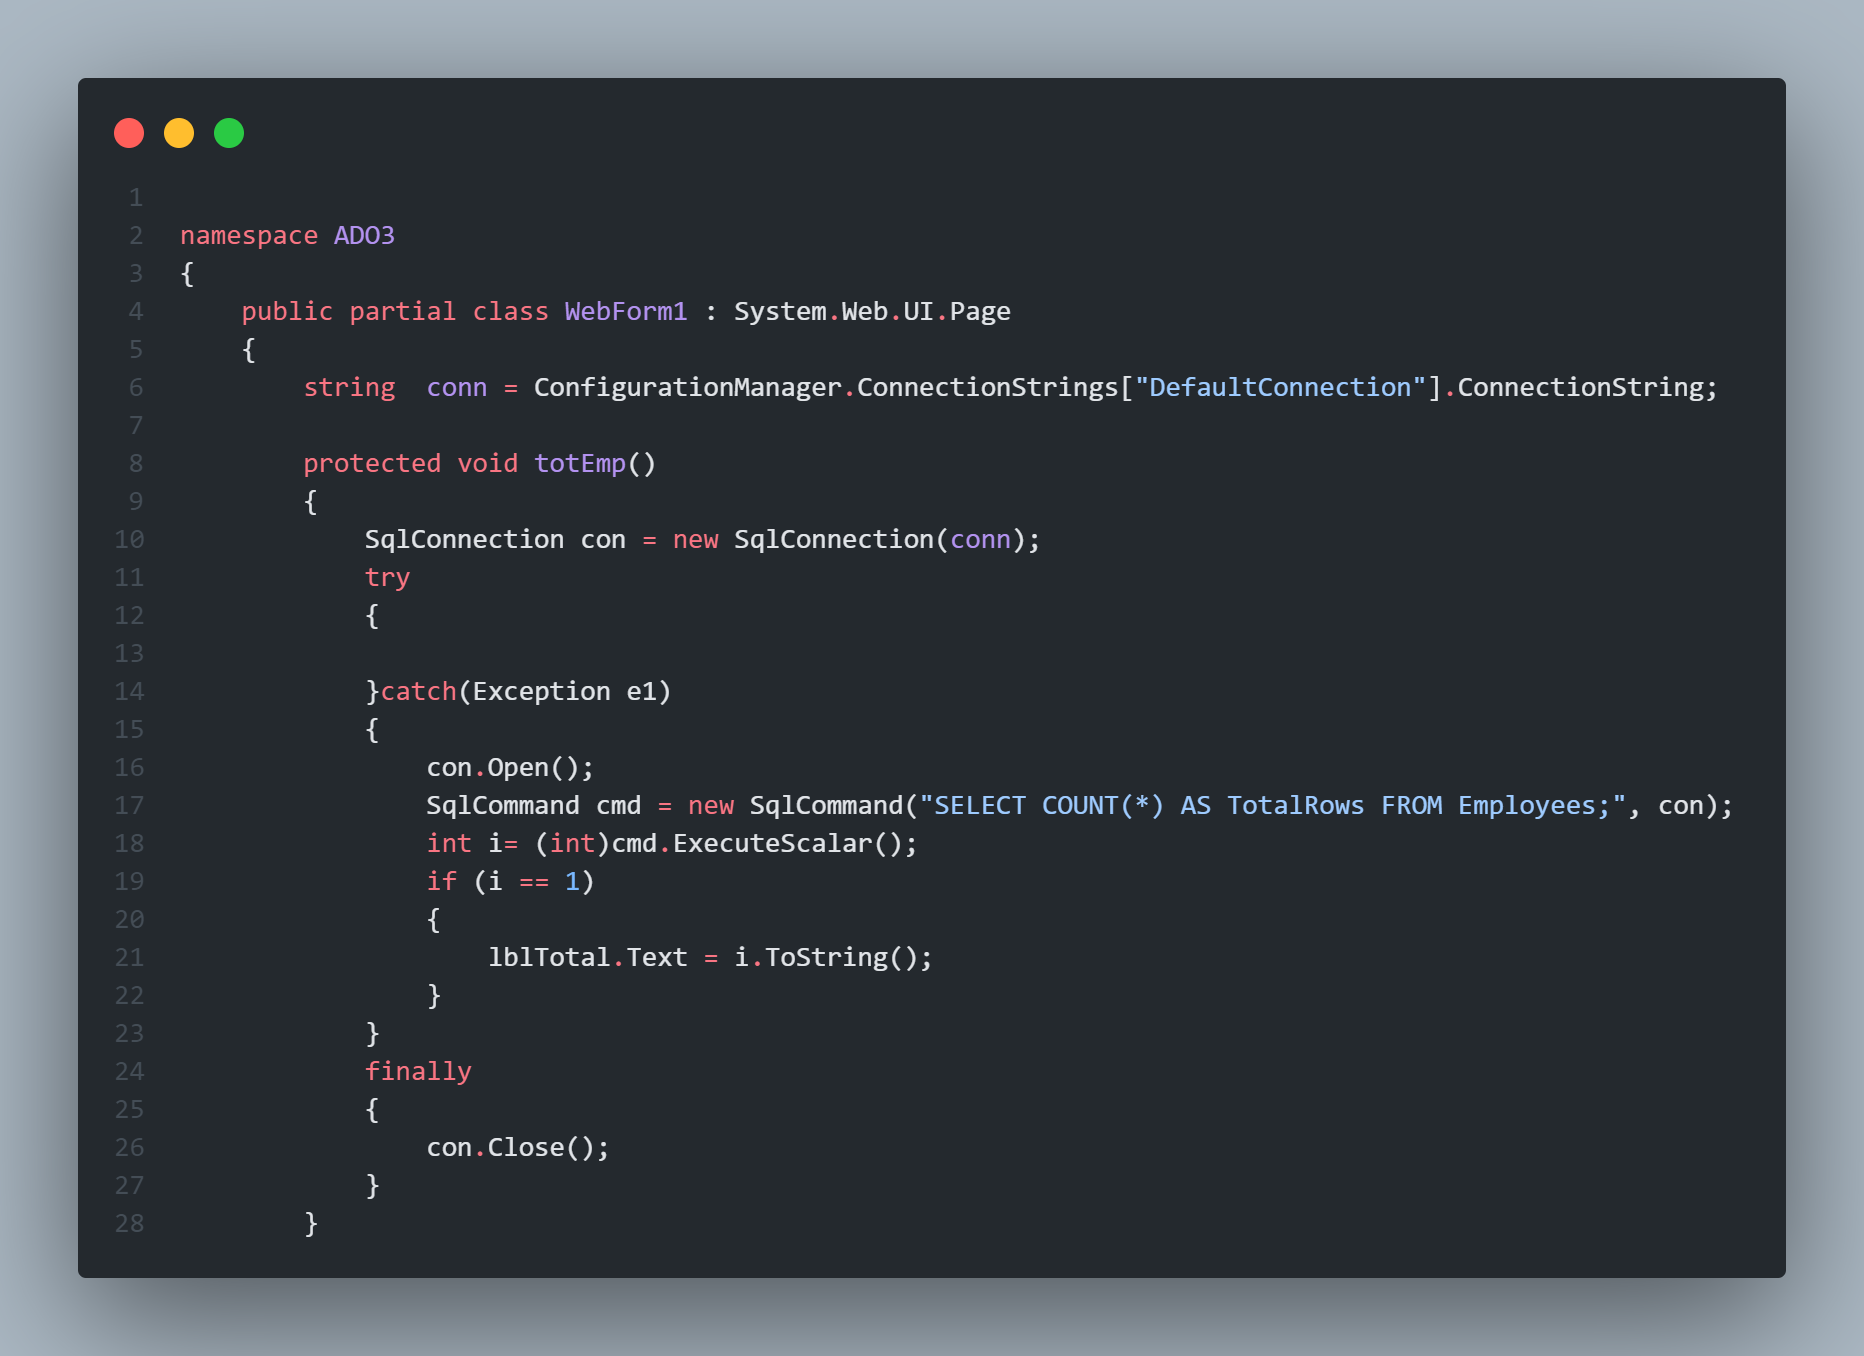 1
2 namespace ADO3
3 {
4     public partial class WebForm1 : System.Web.UI.Page
5     {
6         string  conn = ConfigurationManager.ConnectionStrings["DefaultConnection"].ConnectionString;
7
8         protected void totEmp()
9         {
10             SqlConnection con = new SqlConnection(conn);
11             try
12             {
13
14             }catch(Exception e1)
15             {
16                 con.Open();
17                 SqlCommand cmd = new SqlCommand("SELECT COUNT(*) AS TotalRows FROM Employees;", con);
18                 int i= (int)cmd.ExecuteScalar();
19                 if (i == 1)
20                 {
21                     lblTotal.Text = i.ToString();
22                 }
23             }
24             finally
25             {
26                 con.Close();
27             }
28         }